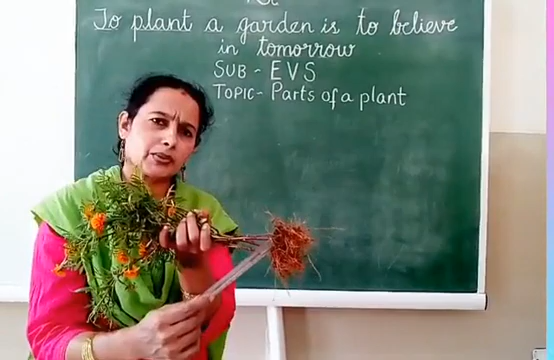 To plant a garden is to believe
in tomorrow
SUB - EVS
TOPIC- Parts of a plant